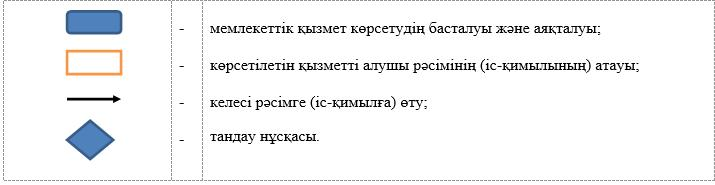 - мемлекеттік қызмет көрсетудің басталуы және аяқталуы;
- көрсетілетін қызметті алушы рәсімінің (іс-қимылының) атауы;
- келесі рәсімге (іс-қимылға) өту;
- тандау нұсқасы.